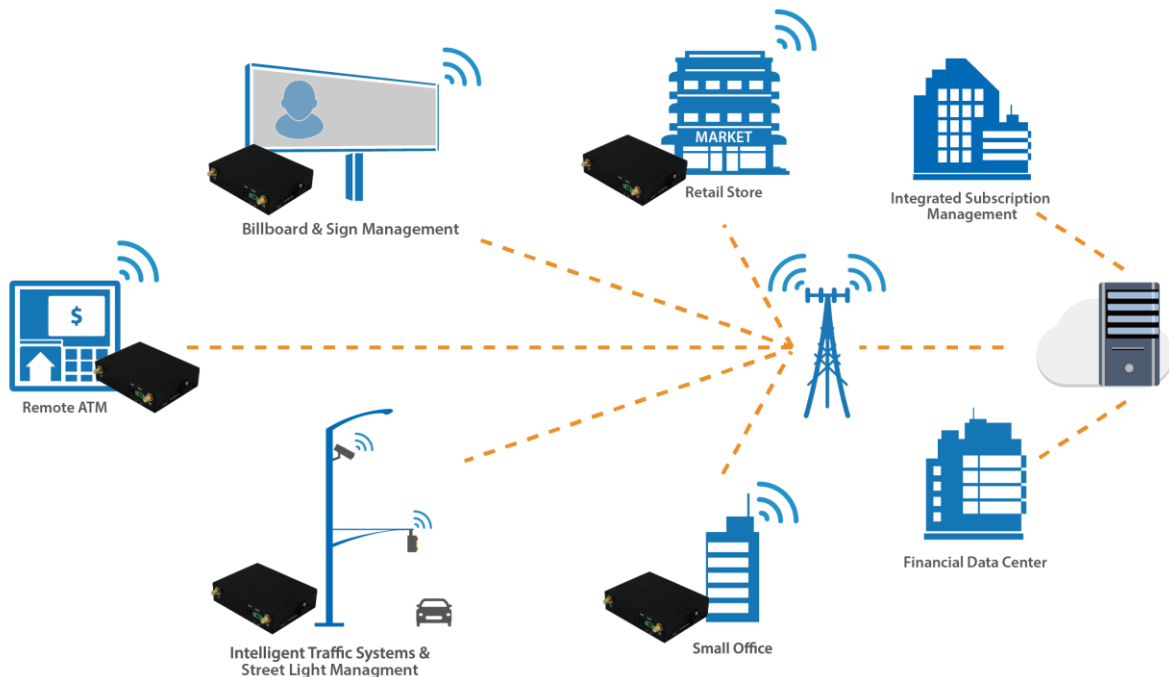 MARKET
Retail Store
Integrated Subscription
Management
Billboard & Sign Management
$
Remote ATM
Financial Data Center
Intelligent Traffic Systems &
Street Light Managment
Small Office